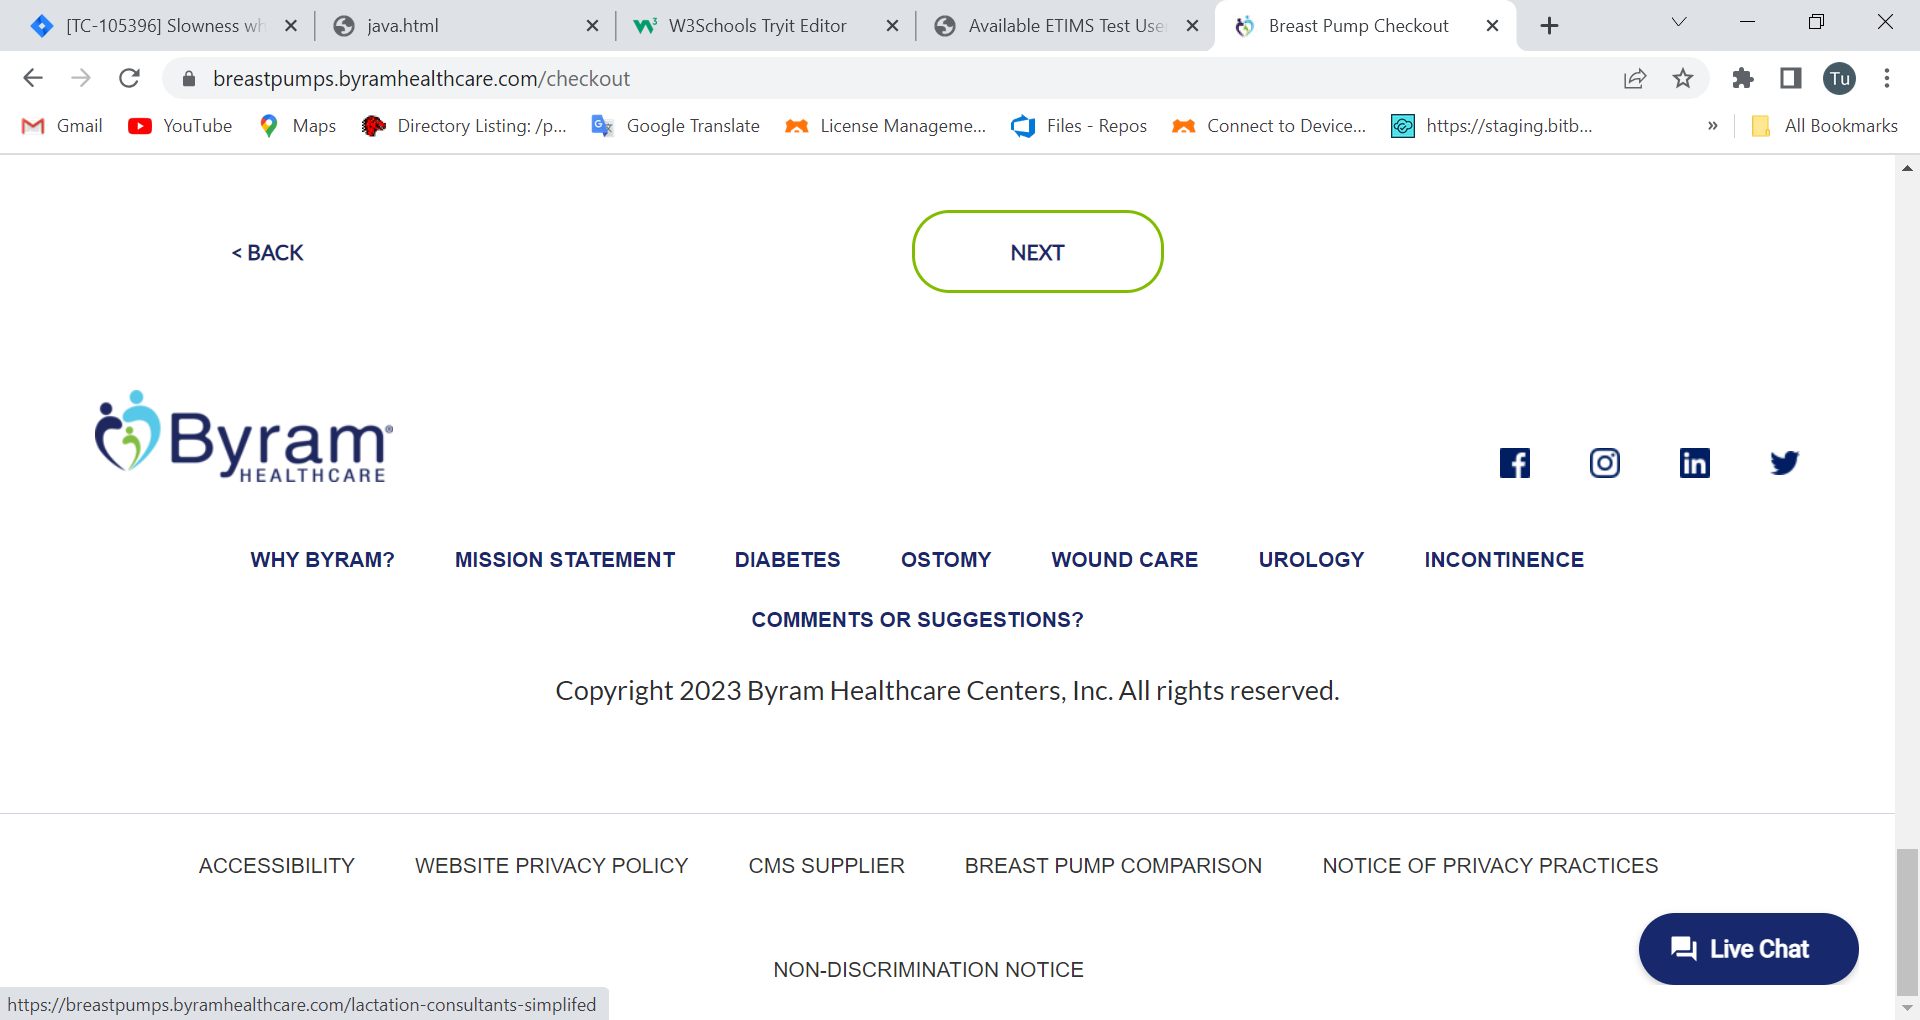 [TC-105396] Slowness wh
java.html
W3Schools Tryit Editor
Available ETIMS Test Use
Breast Pump Checkout
breastpumps.byramhealthcare.com/checkout
Tu
Gmail
YouTube
Maps
Directory Listing: /p...
Google Translate
License Manageme...
Files - Repos
Connect to Device...
https://staging.bitb...
»
All Bookmarks
< BACK
NEXT
Byram®
HEALTHCARE
WHY BYRAM? MISSION STATEMENT DIABETES OSTOMY WOUND CARE UROLOGY INCONTINENCE
COMMENTS OR SUGGESTIONS?
Copyright 2023 Byram Healthcare Centers, Inc. All rights reserved.
ACCESSIBILITY WEBSITE PRIVACY POLICY CMS SUPPLIER BREAST PUMP COMPARISON NOTICE OF PRIVACY PRACTICES
Live Chat
NON-DISCRIMINATION NOTICE
https://breastpumps.byramhealthcare.com/lactation-consultants-simplifed